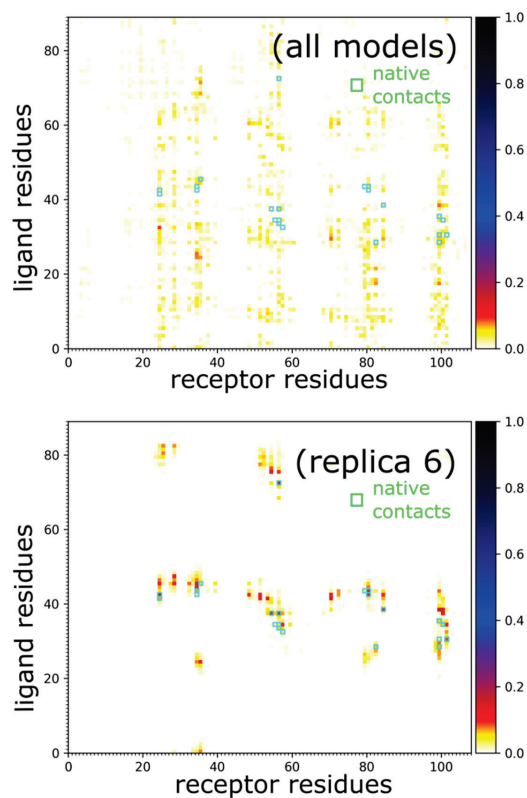 (all models)
native
contacts
ligand residues
80
60
40
20
0
0 20 40 60 80 100
receptor residues
1.0
0.8
0.6
0.4
0.2
0.0
(replica 6)
native
contacts
ligand residues
80
60
40
20
0
0 20 40 60 80 100
receptor residues
1.0
0.8
0.6
0.4
0.2
0.0